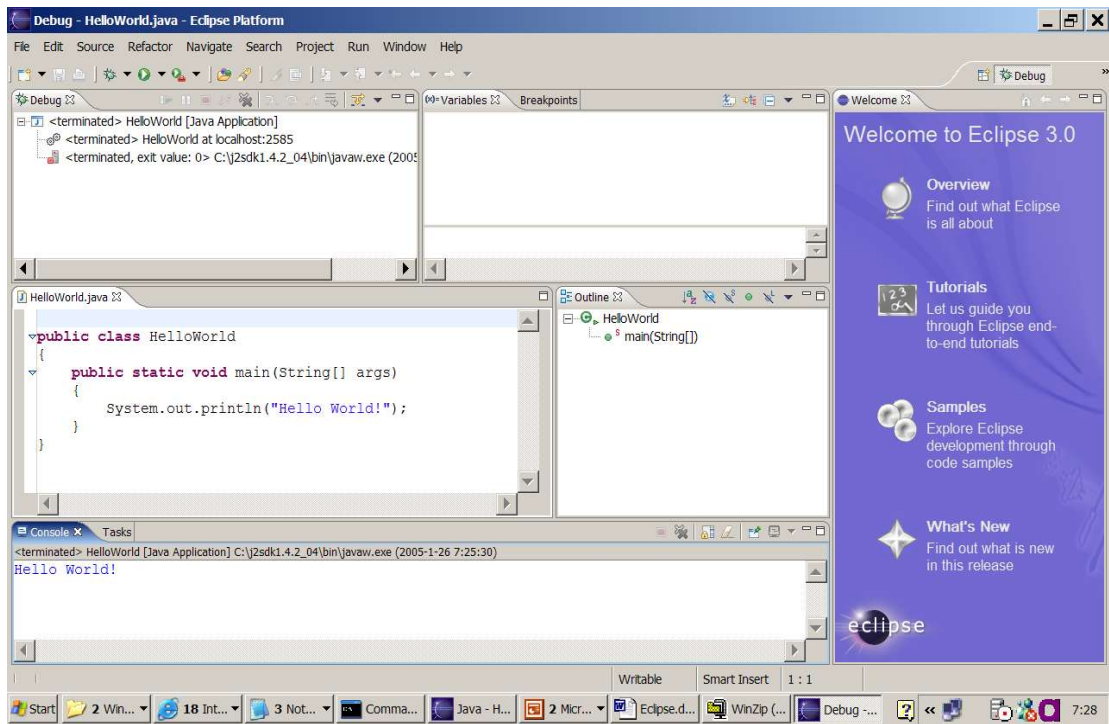 Debug - HelloWorld.java - Eclipse Platform
File Edit Source Refactor Navigate Search Project Run Window Help
Debug
Debug
<terminated> HelloWorld [Java Application]
<terminated> HelloWorld at localhost:2585
<terminated, exit value: 0> C:\j2sdk1.4.2_04\bin\javaw.exe (2005
(x)= Variables Breakpoints
Welcome
Welcome to Eclipse 3.0
Overview
Find out what Eclipse
is all about
Tutorials
Let us guide you
through Eclipse end-
to-end tutorials
Samples
Explore Eclipse
development through
code samples
What's New
Find out what is new
in this release
eclipse
HelloWorld.java
public class HelloWorld
{
public static void main(String[] args)
{
System.out.println("Hello World!");
}
}
Outline
HelloWorld
main(String[])
Console Tasks
<terminated> HelloWorld [Java Application] C:\j2sdk1.4.2_04\bin\javaw.exe (2005-1-26 7:25:30)
Hello World!
Writable Smart Insert 1 : 1
Start 2 Win... 18 Int... 3 Not... Comma... Java - H... 2 Micr... Eclipse.d... WinZip (... Debug -... « 7:28